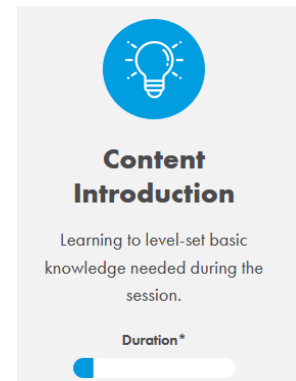 Content
Introduction
Learning to level-set basic
knowledge needed during the
session.
Duration*